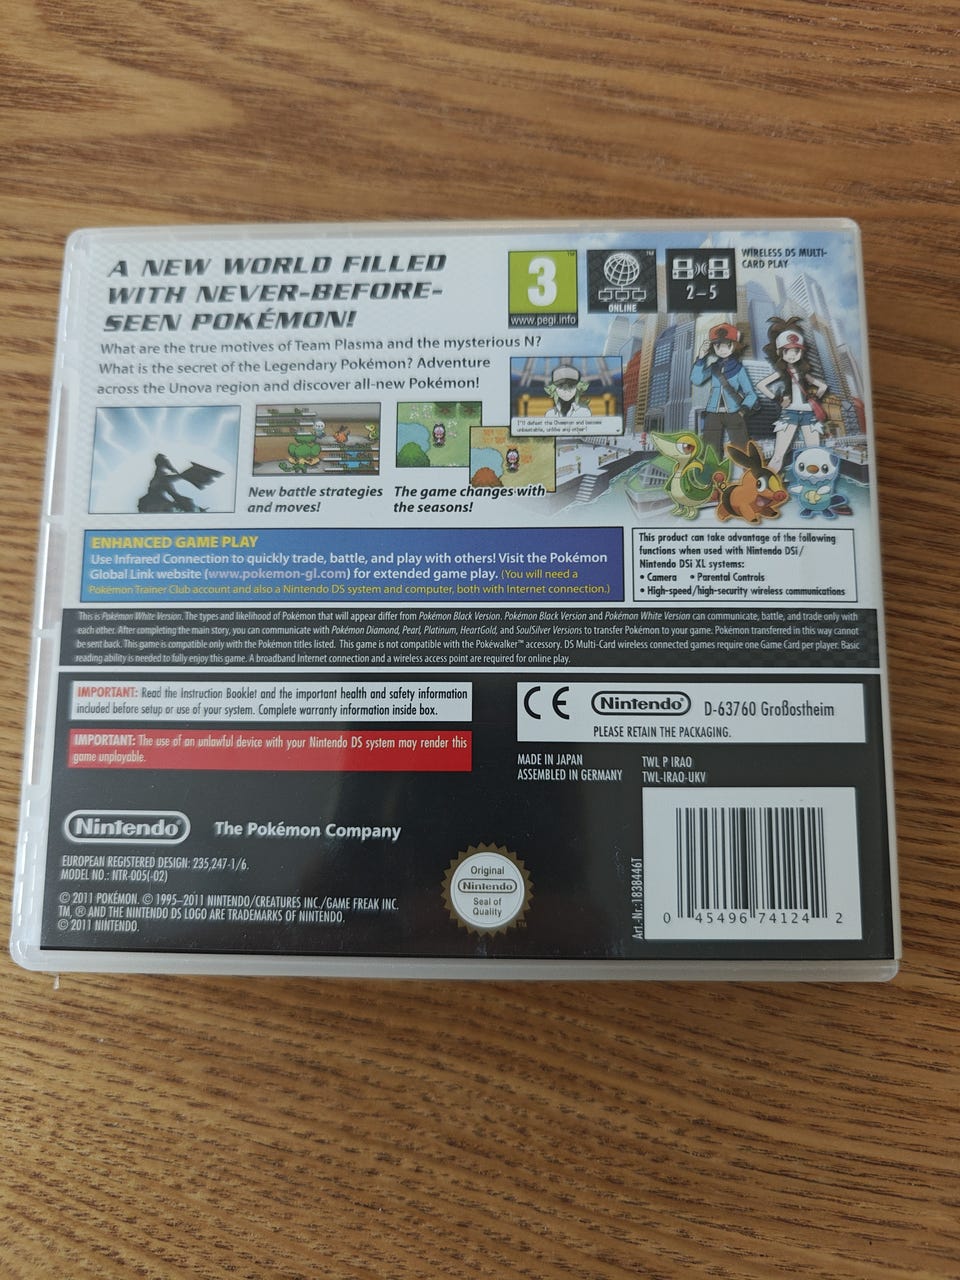 A NEW WORLD FILLED
WITH NEVER-BEFORE-
SEEN POKÉMON!
3
TM
www.pegi.info
TM
ONLINE
2-5
WIRELESS DS MULTI-
CARD PLAY
What are the true motives of Team Plasma and the mysterious N?
What is the secret of the Legendary Pokémon? Adventure
across the Unova region and discover all-new Pokémon!
I'll defeat the Champion and become
unbeatable, unlike any other!
New battle strategies
and moves!
The game changes with
the seasons!
ENHANCED GAME PLAY
Use Infrared Connection to quickly trade, battle, and play with others! Visit the Pokémon
Global Link website (www.pokemon-gl.com) for extended game play. (You will need a
Pokémon Trainer Club account and also a Nintendo DS system and computer, both with Internet connection.)
This product can take advantage of the following
functions when used with Nintendo DSi/
Nintendo DSi XL systems:
• Camera • Parental Controls
• High-speed/high-security wireless communications
This is Pokémon White Version. The types and likelihood of Pokémon that will appear differ from Pokémon Black Version. Pokémon Black Version and Pokémon White Version can communicate, battle, and trade only with
each other. After completing the main story, you can communicate with Pokémon Diamond, Pearl, Platinum, HeartGold, and SoulSilver Versions to transfer Pokémon to your game. Pokémon transferred in this way cannot
be sent back. This game is compatible only with the Pokémon titles listed. This game is not compatible with the Pokéwalker™ accessory. DS Multi-Card wireless connected games require one Game Card per player. Basic
reading ability is needed to fully enjoy this game. A broadband Internet connection and a wireless access point are required for online play.
IMPORTANT: Read the Instruction Booklet and the important health and safety information
included before setup or use of your system. Complete warranty information inside box.
IMPORTANT: The use of an unlawful device with your Nintendo DS system may render this
game unplayable.
CE Nintendo® D-63760 Großostheim
PLEASE RETAIN THE PACKAGING.
MADE IN JAPAN
ASSEMBLED IN GERMANY
TWL P IRAO
TWL-IRAO-UKV
Nintendo®
The Pokémon Company
EUROPEAN REGISTERED DESIGN: 235,247-1/6.
MODEL NO.: NTR-005(-02)
© 2011 POKÉMON. © 1995–2011 NINTENDO/CREATURES INC./GAME FREAK INC.
TM, ® AND THE NINTENDO DS LOGO ARE TRADEMARKS OF NINTENDO.
© 2011 NINTENDO.
Original
Nintendo
Seal of
Quality
TM
Art.-Nr.:1838446T
0 45496 74124 2